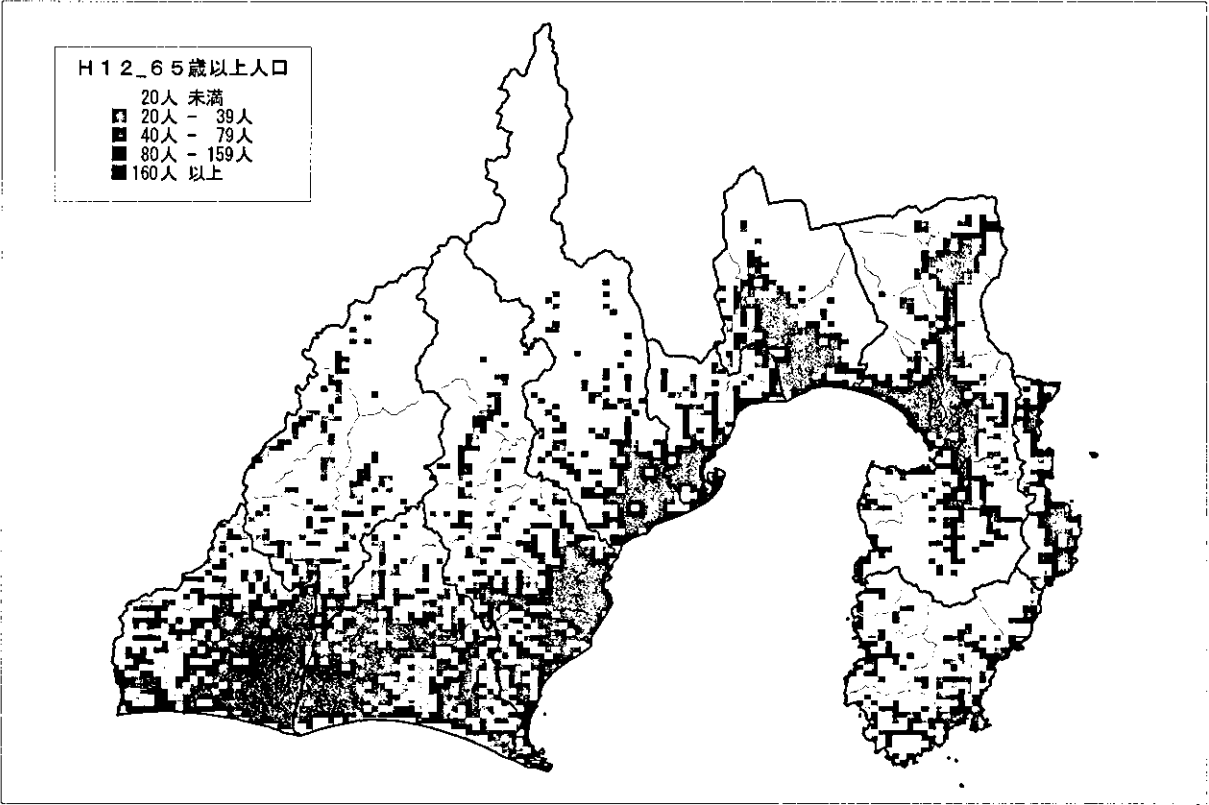 H12_65歳以上人口
20人 未満
20人 - 39人
40人 - 79人
80人 - 159人
160人 以上